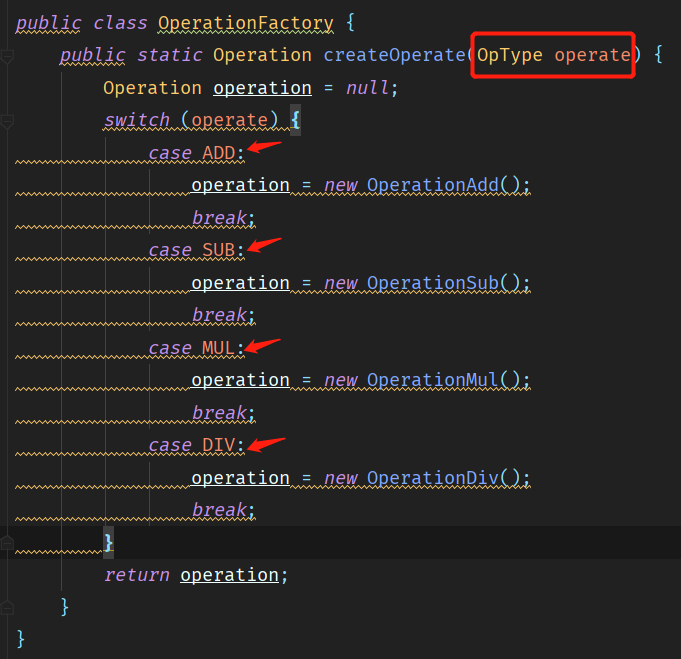 public class OperationFactory {
    public static Operation createOperate(OpType operate) {
        Operation operation = null;
        switch (operate) {
            case ADD:
                operation = new OperationAdd();
                break;
            case SUB:
                operation = new OperationSub();
                break;
            case MUL:
                operation = new OperationMul();
                break;
            case DIV:
                operation = new OperationDiv();
                break;
        }
        return operation;
    }
}